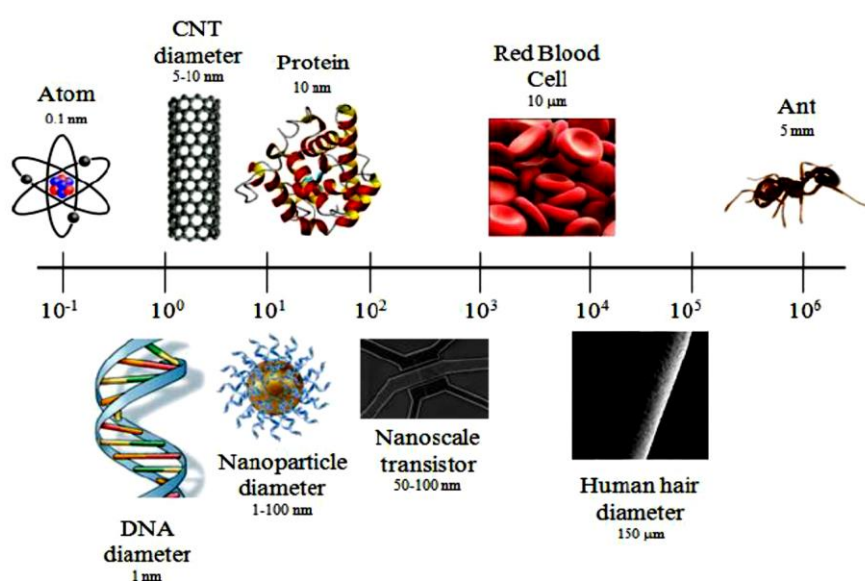 CNT
diameter
5-10 nm
Protein
10 nm
Red Blood
Cell
10 μm
Atom
0.1 nm
Ant
5 mm
10⁻¹ 10⁰ 10¹ 10² 10³ 10⁴ 10⁵ 10⁶
DNA
diameter
1 nm
Nanoparticle
diameter
1-100 nm
Nanoscale
transistor
50-100 nm
Human hair
diameter
150 μm